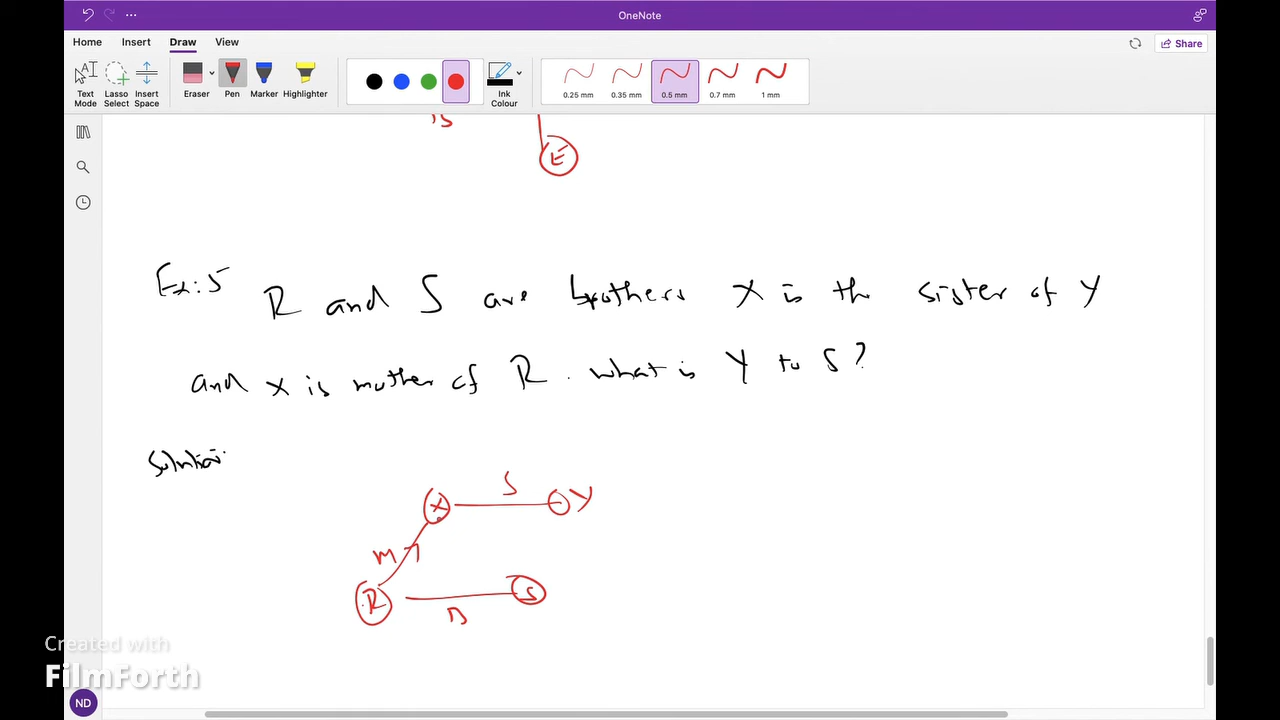 OneNote
Home Insert Draw View
Share
Text Mode
Lasso Select
Insert Space
Eraser
Pen
Marker
Highlighter
Ink Colour
0.25 mm
0.35 mm
0.5 mm
0.7 mm
1 mm
B
E
Ex:5 R and S are brothers X is the sister of Y
and X is mother of R. what is Y to S?
Solution:
S
X Y
M
R S
B
Created with
FilmForth
ND